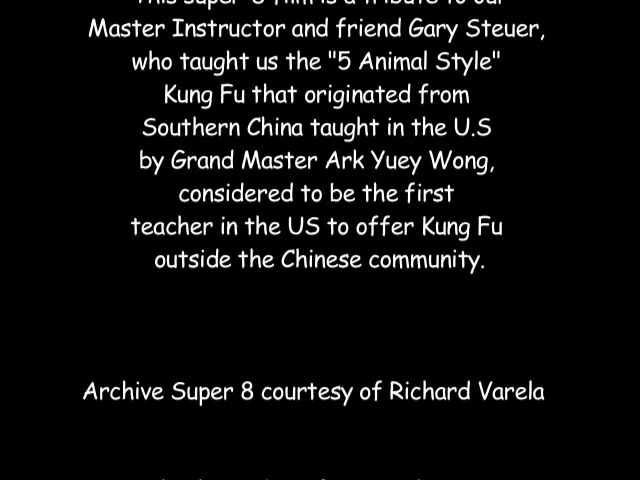 This super 8 film is a tribute to our
Master Instructor and friend Gary Steuer,
who taught us the "5 Animal Style"
Kung Fu that originated from
Southern China taught in the U.S
by Grand Master Ark Yuey Wong,
considered to be the first
teacher in the US to offer Kung Fu
outside the Chinese community.
Archive Super 8 courtesy of Richard Varela